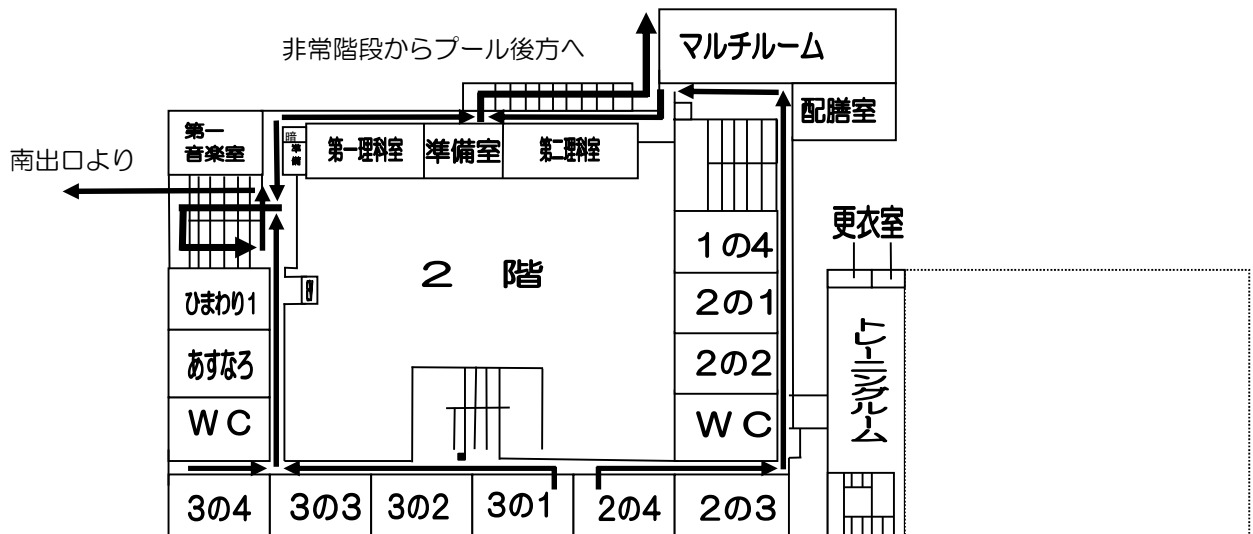 非常階段からプール後方へ
マルチルーム
配膳室
第一
音楽室
暗
準
備
第一理科室
準備室
第二理科室
南出口より
更衣室
1の4
2 階
ひまわり1
2の1
トレーニングルーム
あすなろ
2の2
WC
WC
3の4
3の3
3の2
3の1
2の4
2の3